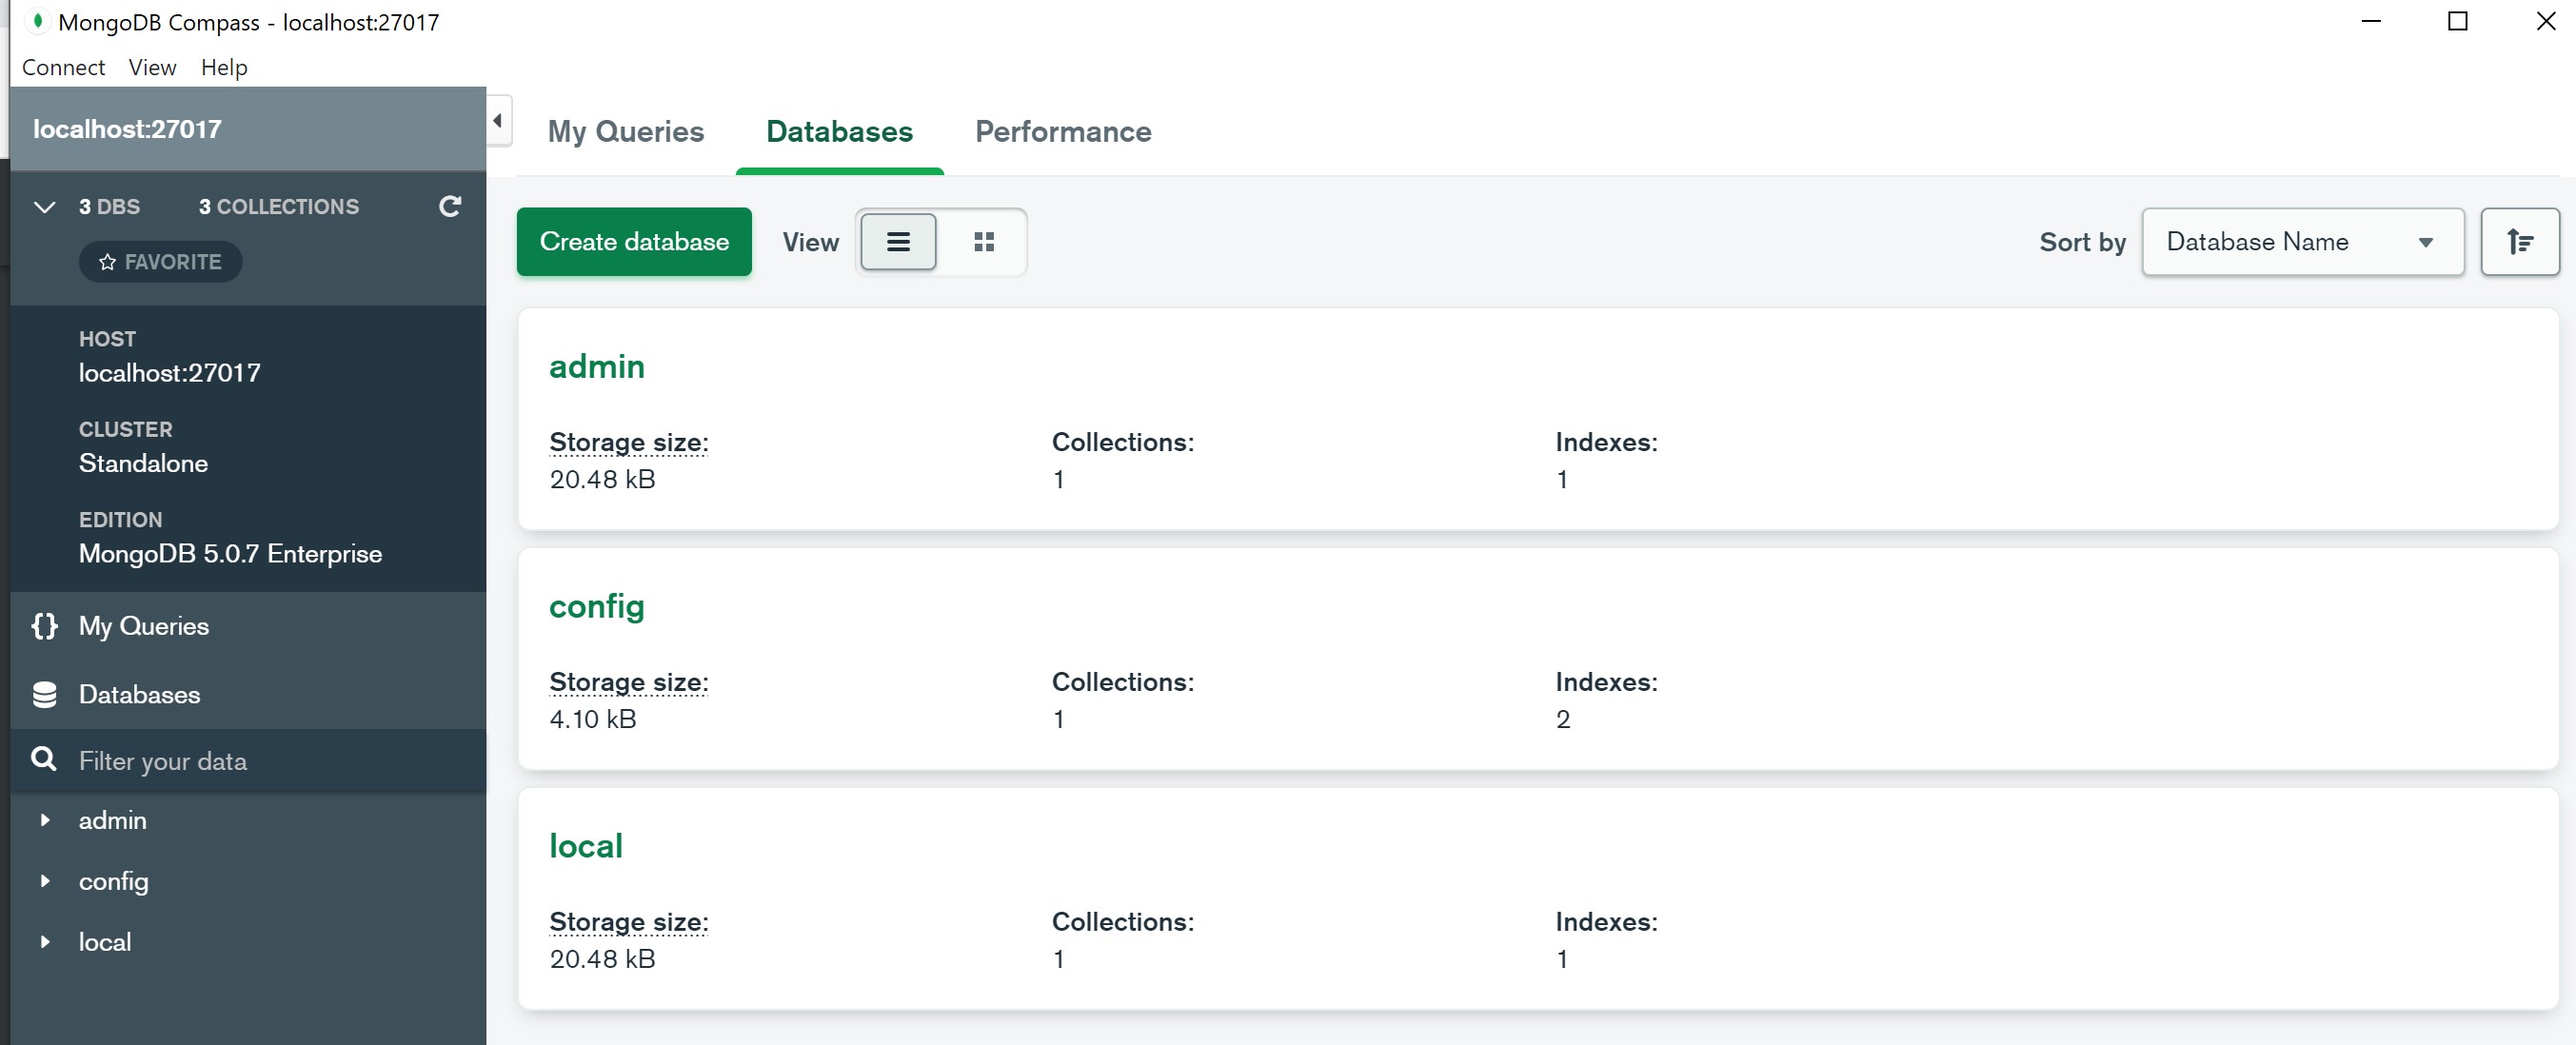 MongoDB Compass - localhost:27017
Connect View Help
localhost:27017
3 DBS 3 COLLECTIONS
FAVORITE
HOST
localhost:27017
CLUSTER
Standalone
EDITION
MongoDB 5.0.7 Enterprise
{} My Queries
Databases
Filter your data
admin
config
local
My Queries Databases Performance
Create database View Sort by Database Name
admin
Storage size: Collections: Indexes:
20.48 kB 1 1
config
Storage size: Collections: Indexes:
4.10 kB 1 2
local
Storage size: Collections: Indexes:
20.48 kB 1 1